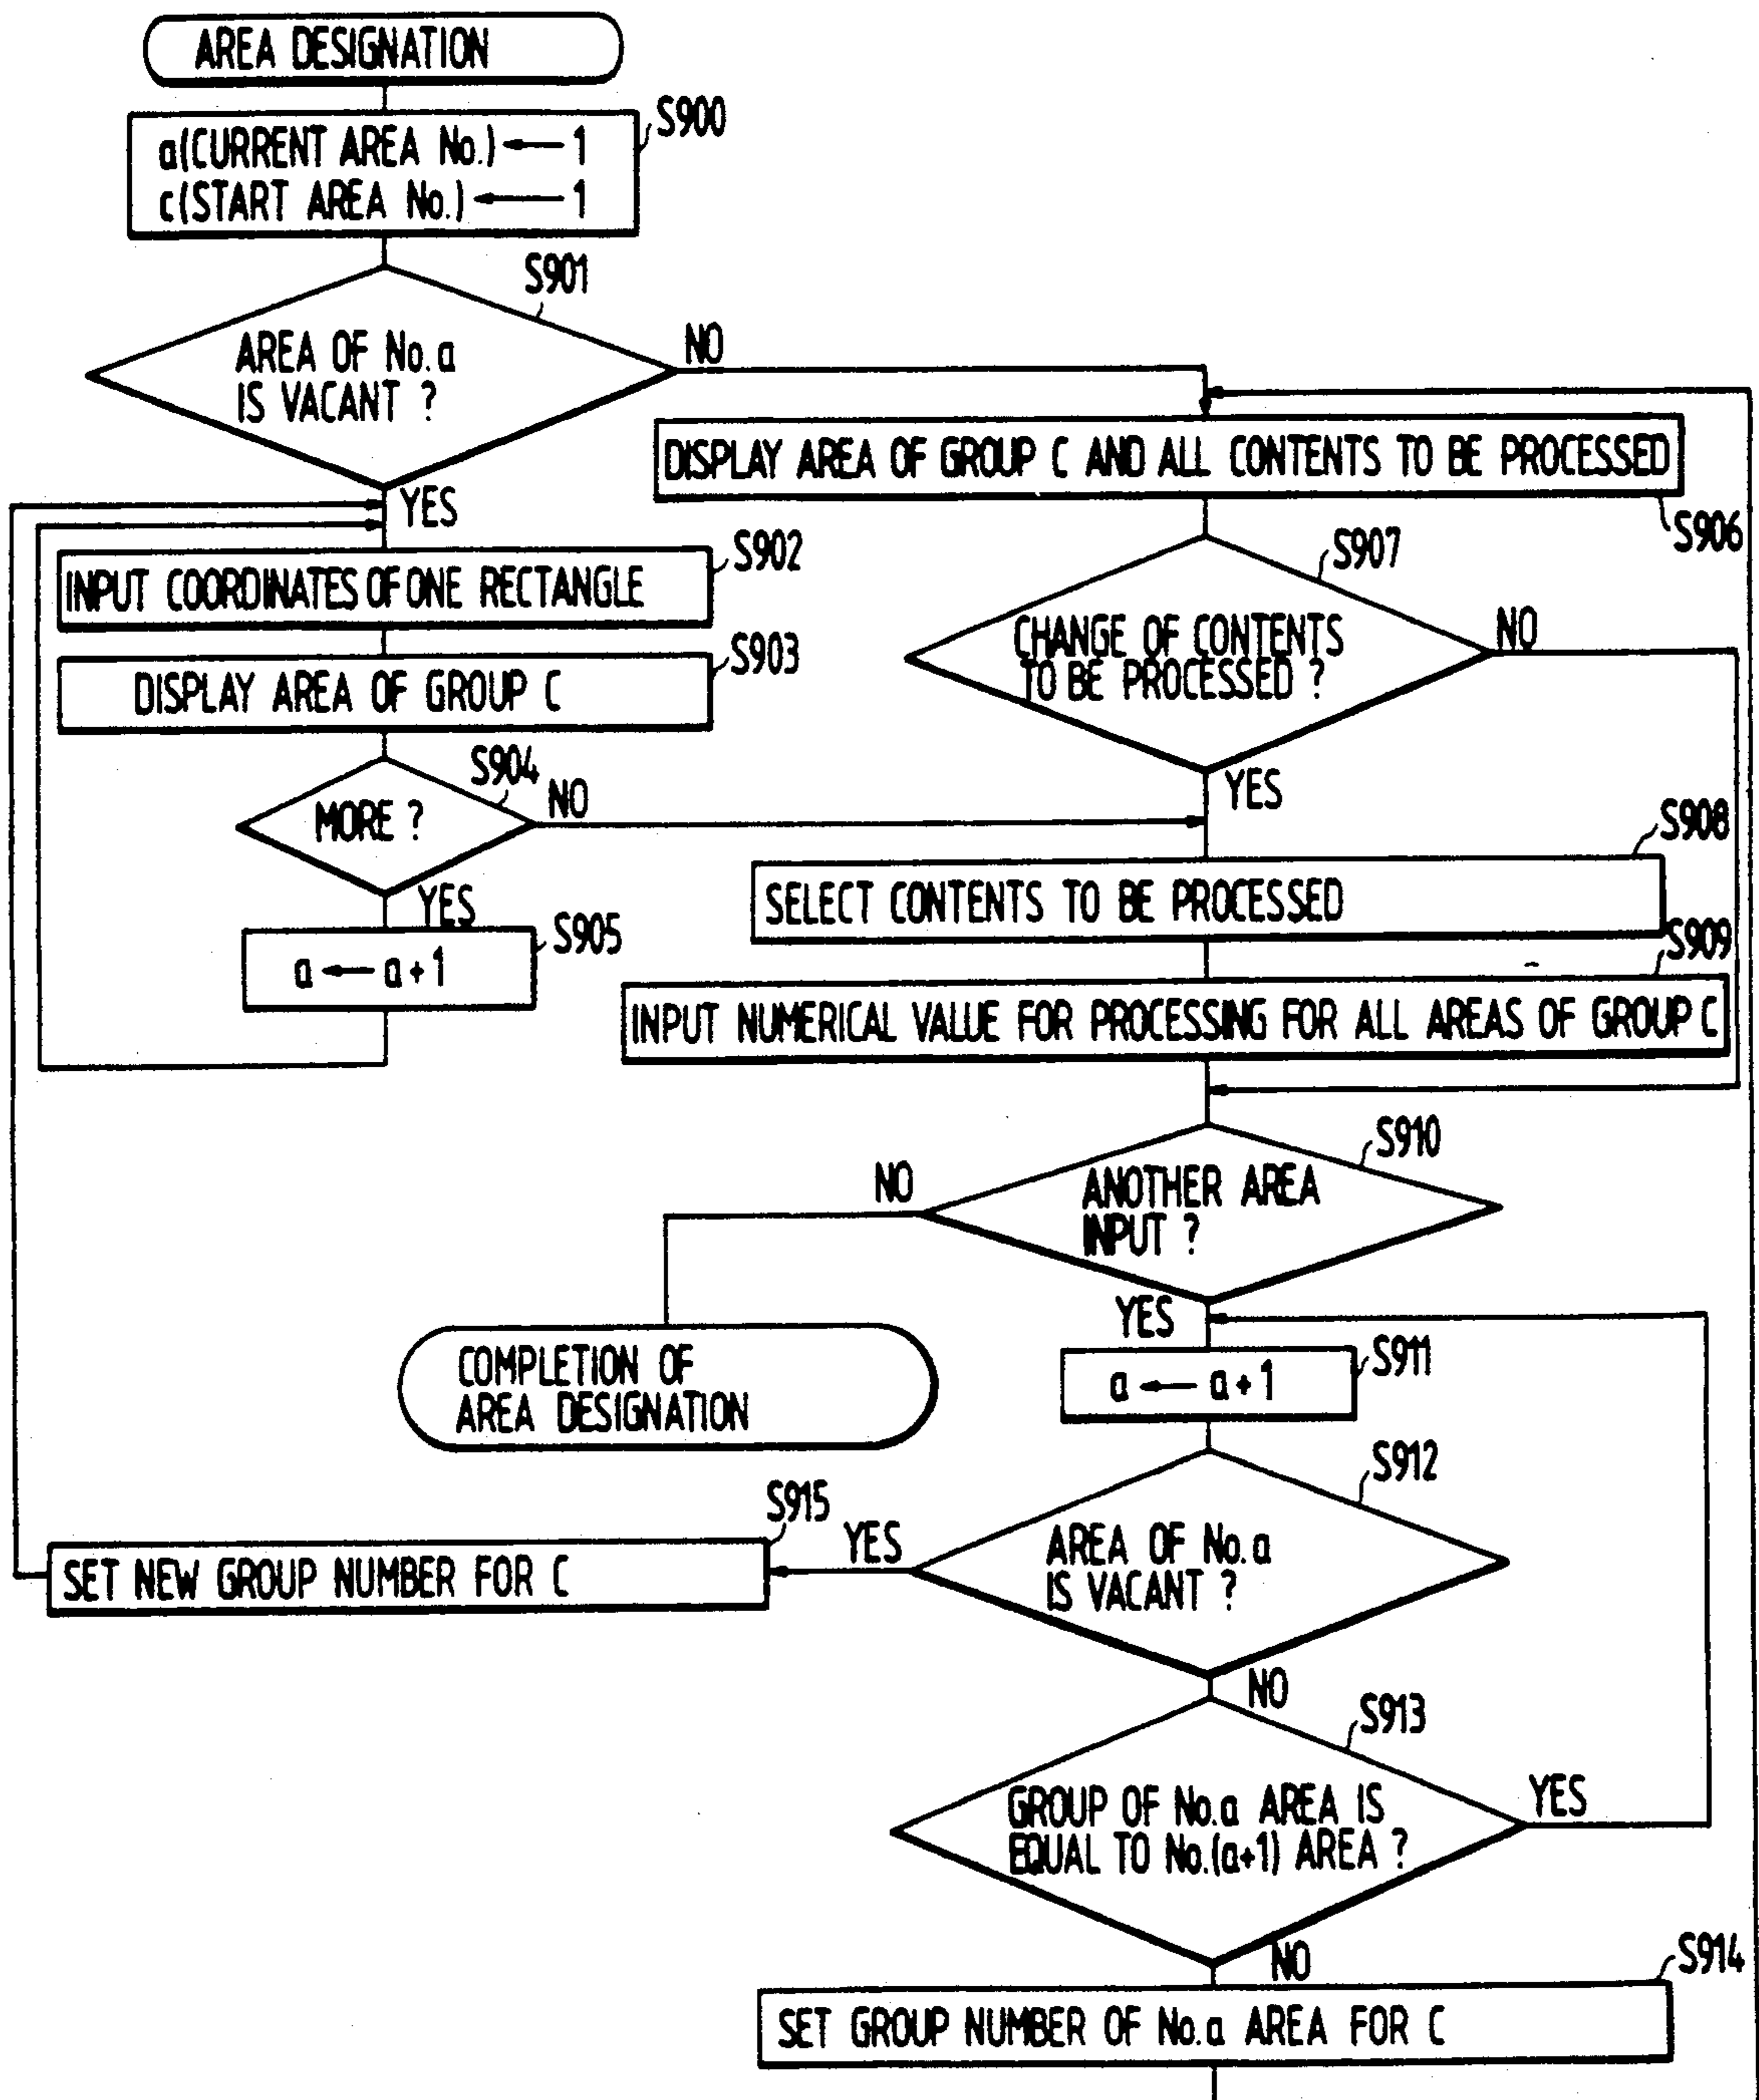 AREA DESIGNATION
S900
a(CURRENT AREA No.) ← 1
c(START AREA No.) ← 1
S901
AREA OF No.a
IS VACANT ?
NO
YES
S902
INPUT COORDINATES OF ONE RECTANGLE
S903
DISPLAY AREA OF GROUP C
S904
MORE ?
NO
YES
S905
a ← a+1
DISPLAY AREA OF GROUP C AND ALL CONTENTS TO BE PROCESSED
S906
S907
CHANGE OF CONTENTS
TO BE PROCESSED ?
NO
YES
S908
SELECT CONTENTS TO BE PROCESSED
S909
INPUT NUMERICAL VALUE FOR PROCESSING FOR ALL AREAS OF GROUP C
S910
ANOTHER AREA
INPUT ?
NO
YES
COMPLETION OF
AREA DESIGNATION
S911
a ← a+1
S912
AREA OF No.a
IS VACANT ?
YES
S915
SET NEW GROUP NUMBER FOR C
NO
S913
GROUP OF No.a AREA IS
EQUAL TO No.(a+1) AREA ?
YES
NO
S914
SET GROUP NUMBER OF No.a AREA FOR C